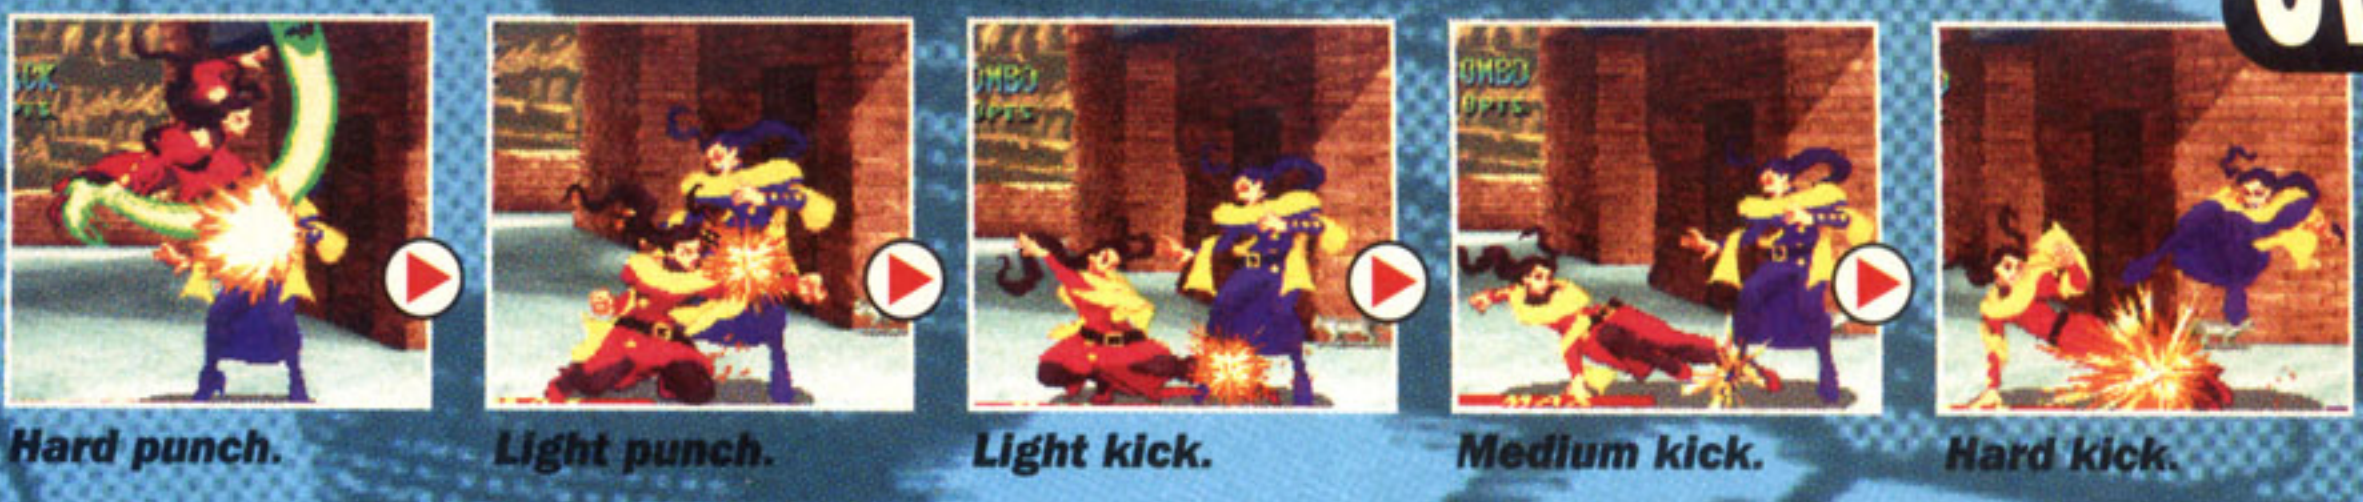 Hard punch.
Light punch.
Light kick.
Medium kick.
Hard kick.